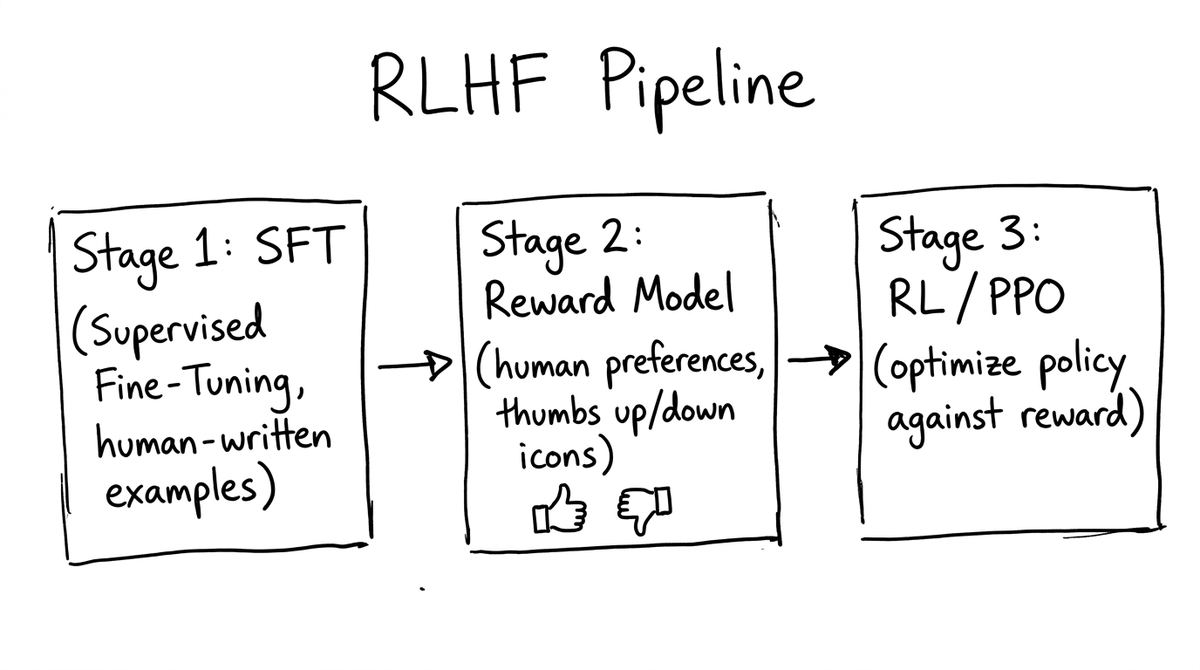 RLHF Pipeline
Stage 1: SFT
(Supervised
Fine-Tuning,
human-written
examples)
Stage 2:
Reward Model
(human preferences,
thumbs up/down
icons)
Stage 3:
RL/PPO
(optimize policy
against reward)